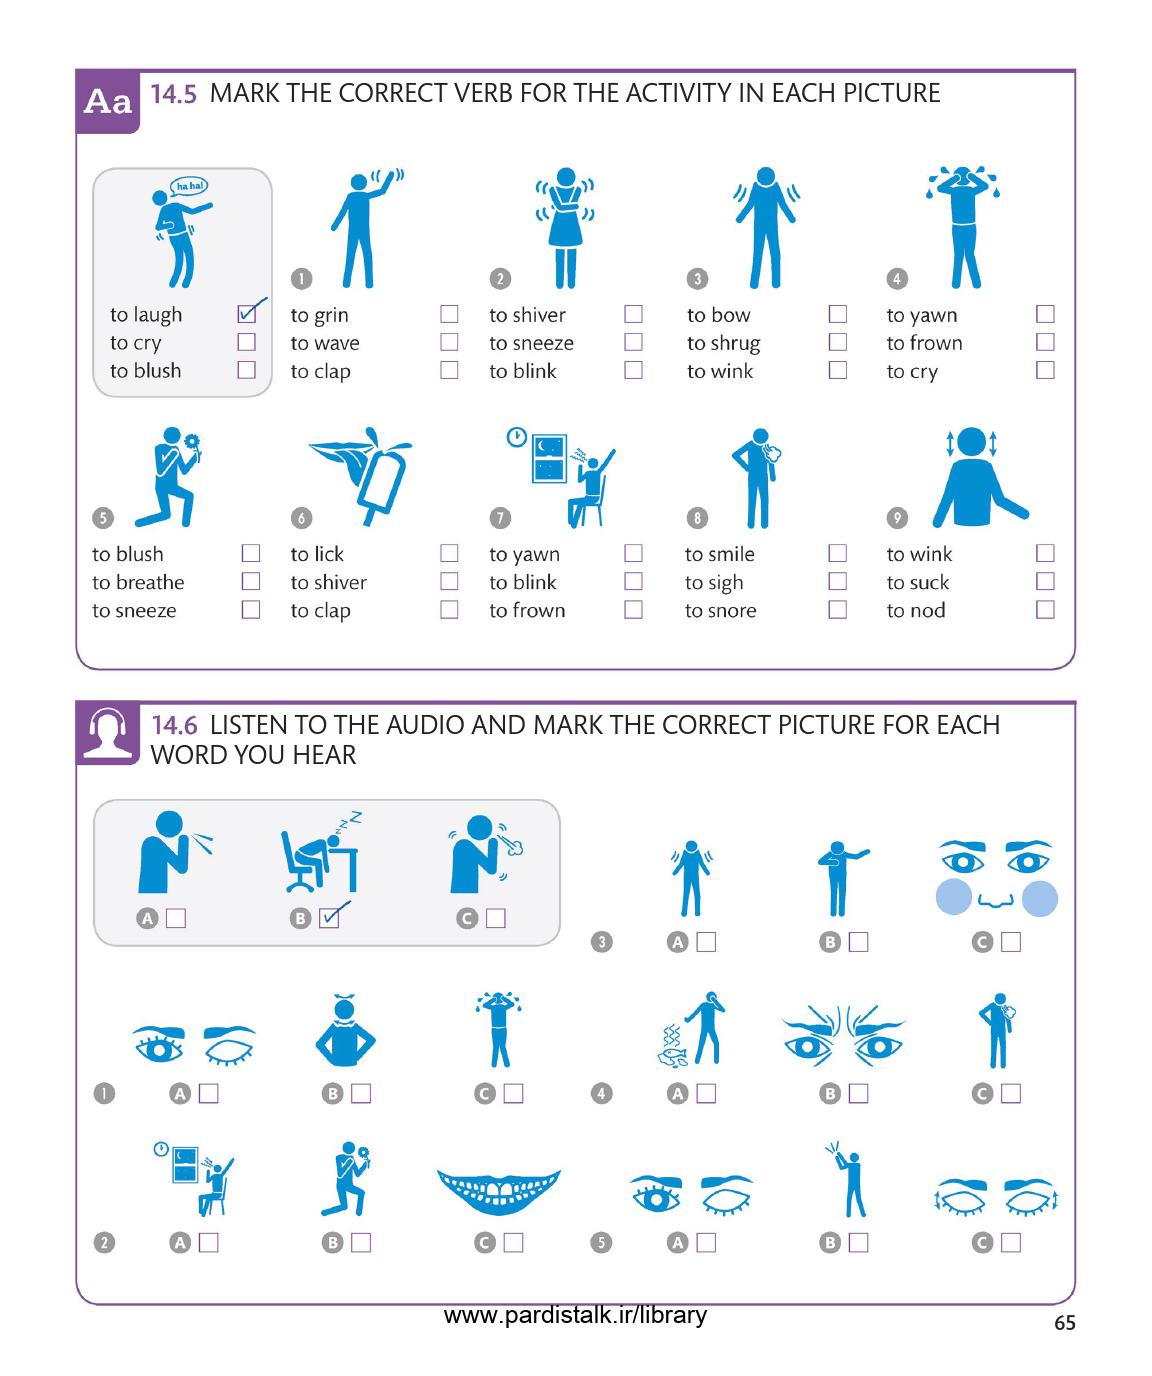 Aa 14.5 MARK THE CORRECT VERB FOR THE ACTIVITY IN EACH PICTURE
ha ha!
to laugh
to cry
to blush
1
to grin
to wave
to clap
2
to shiver
to sneeze
to blink
3
to bow
to shrug
to wink
4
to yawn
to frown
to cry
5
to blush
to breathe
to sneeze
6
to lick
to shiver
to clap
7
to yawn
to blink
to frown
8
to smile
to sigh
to snore
9
to wink
to suck
to nod
14.6 LISTEN TO THE AUDIO AND MARK THE CORRECT PICTURE FOR EACH
WORD YOU HEAR
z z Z Z
A B C
3 A B C
1 A B C
4 A B C
2 A B C
5 A B C
www.pardistalk.ir/library
65